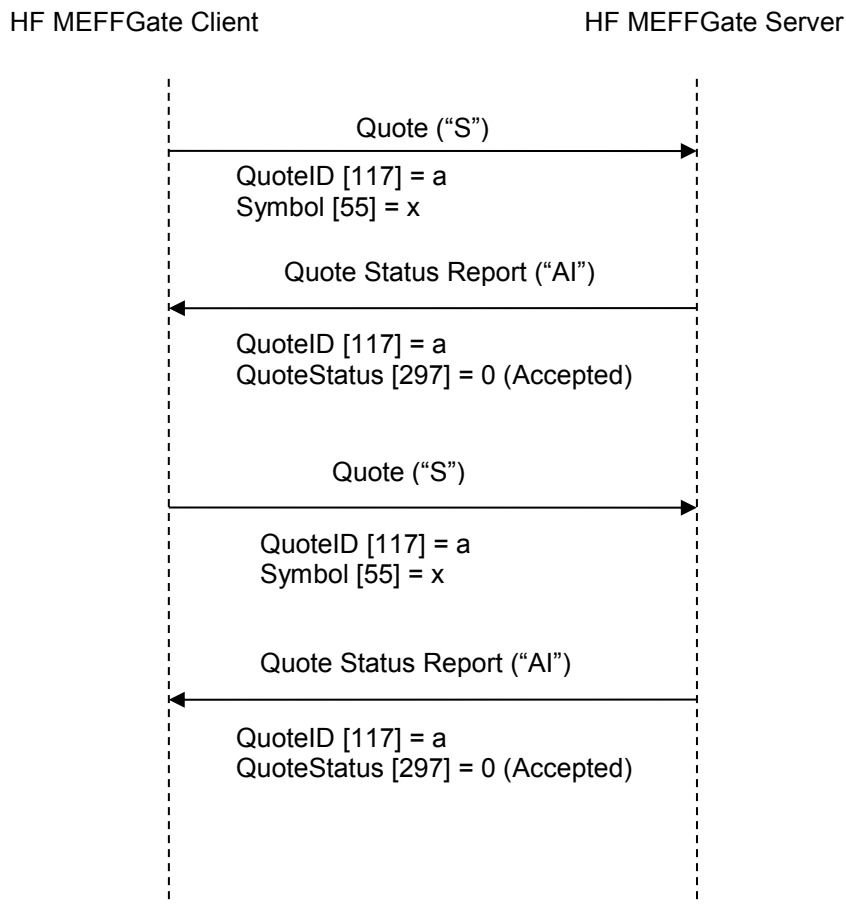 HF MEFFGate Client
HF MEFFGate Server
Quote (“S”)
QuoteID [117] = a
Symbol [55] = x
Quote Status Report (“AI”)
QuoteID [117] = a
QuoteStatus [297] = 0 (Accepted)
Quote (“S”)
QuoteID [117] = a
Symbol [55] = x
Quote Status Report (“AI”)
QuoteID [117] = a
QuoteStatus [297] = 0 (Accepted)